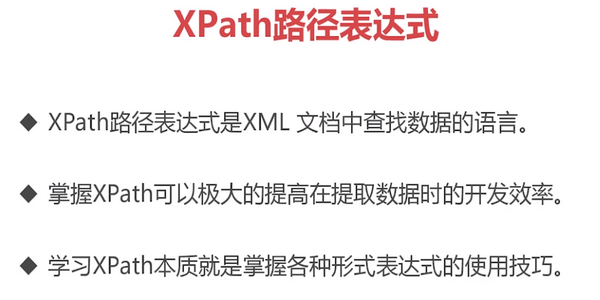 XPath路径表达式
◆ XPath路径表达式是XML 文档中查找数据的语言。
◆ 掌握XPath可以极大的提高在提取数据时的开发效率。
◆ 学习XPath本质就是掌握各种形式表达式的使用技巧。